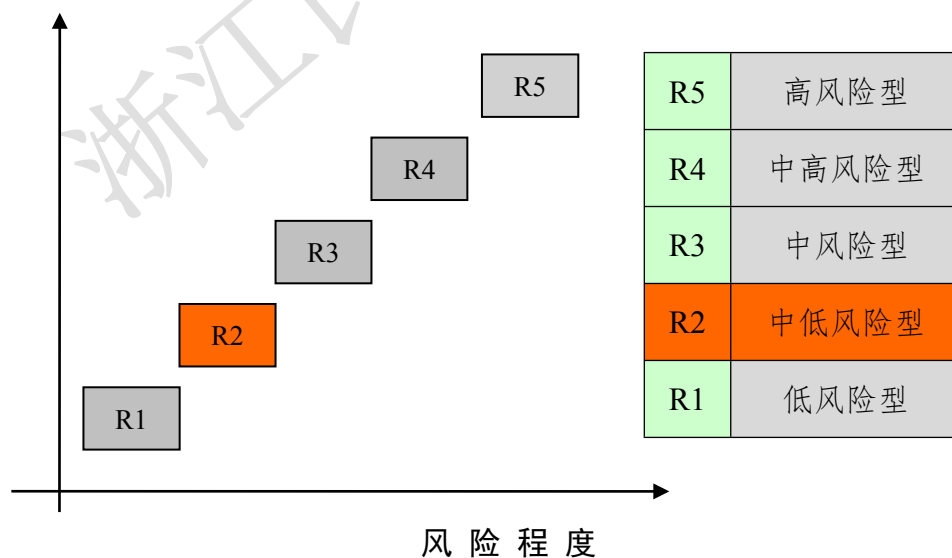 浙江
R5
R4
R3
R2
R1
R5 高风险型
R4 中高风险型
R3 中风险型
R2 中低风险型
R1 低风险型
风险程度